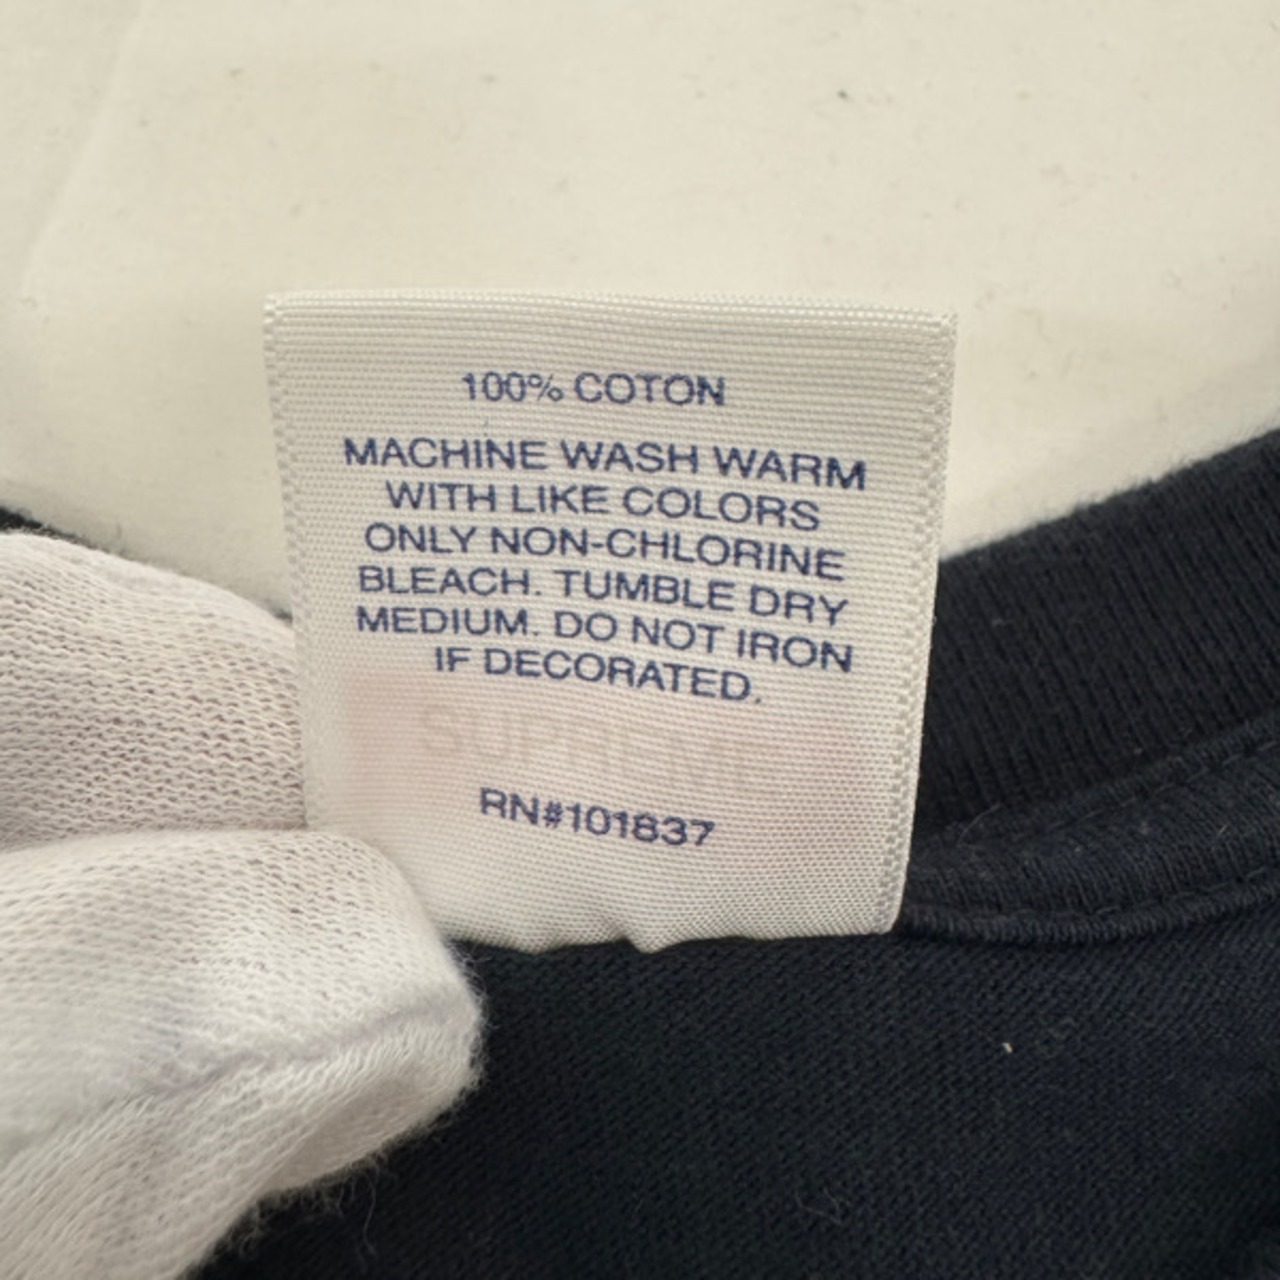 100% COTON
MACHINE WASH WARM
WITH LIKE COLORS
ONLY NON-CHLORINE
BLEACH. TUMBLE DRY
MEDIUM. DO NOT IRON
IF DECORATED.
SUPREME
RN#101837